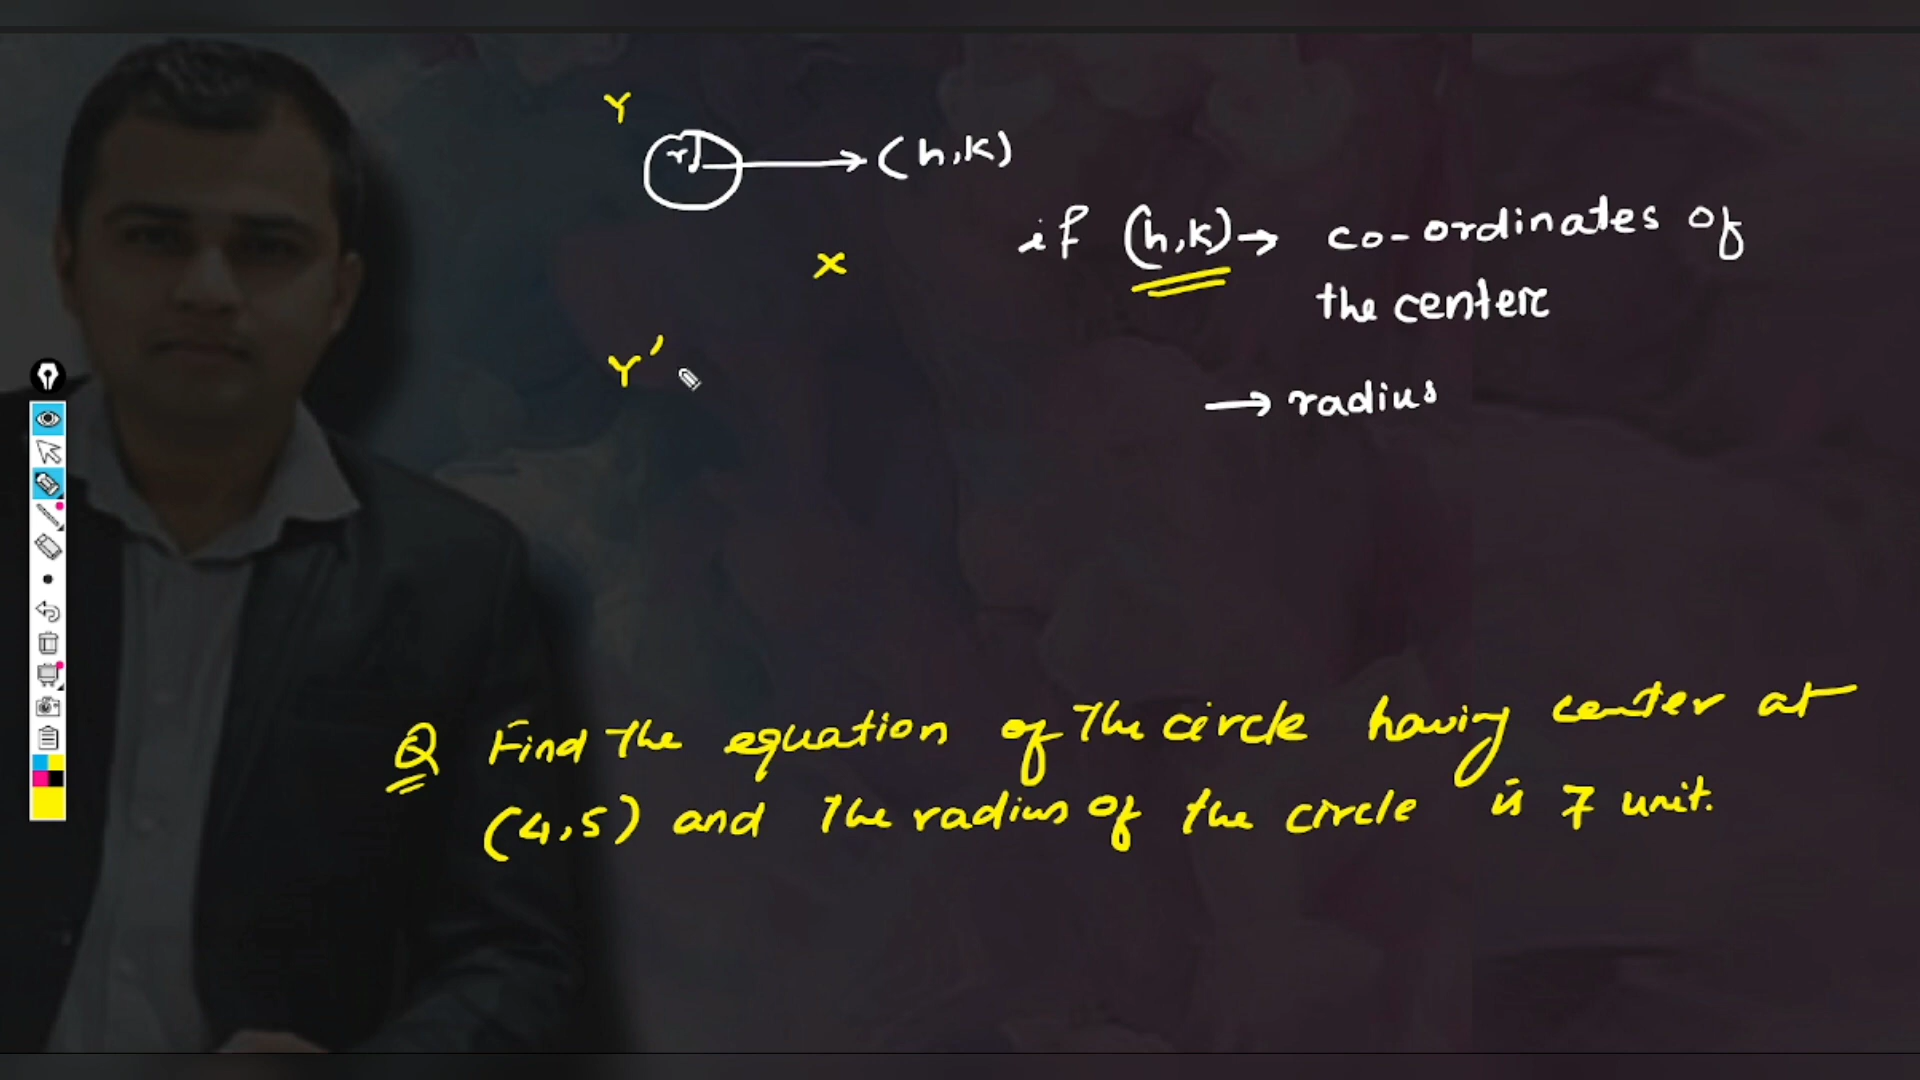 Y
r
(h,k)
if (h,k) → co-ordinates of
the center
X
Y'
→ radius
Q Find the equation of the circle having center at
(4,5) and the radius of the circle is 7 unit.